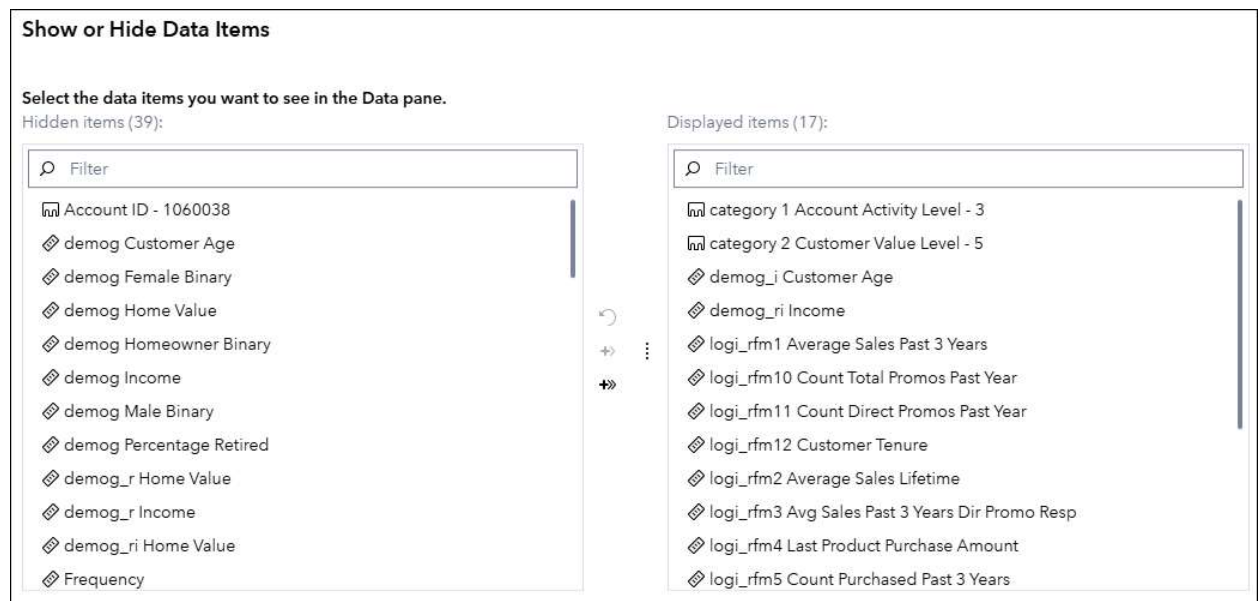 Show or Hide Data Items
Select the data items you want to see in the Data pane.
Hidden items (39):
Filter
Account ID - 1060038
demog Customer Age
demog Female Binary
demog Home Value
demog Homeowner Binary
demog Income
demog Male Binary
demog Percentage Retired
demog_r Home Value
demog_r Income
demog_ri Home Value
Frequency
Displayed items (17):
Filter
category 1 Account Activity Level - 3
category 2 Customer Value Level - 5
demog_i Customer Age
demog_ri Income
logi_rfm1 Average Sales Past 3 Years
logi_rfm10 Count Total Promos Past Year
logi_rfm11 Count Direct Promos Past Year
logi_rfm12 Customer Tenure
logi_rfm2 Average Sales Lifetime
logi_rfm3 Avg Sales Past 3 Years Dir Promo Resp
logi_rfm4 Last Product Purchase Amount
logi_rfm5 Count Purchased Past 3 Years